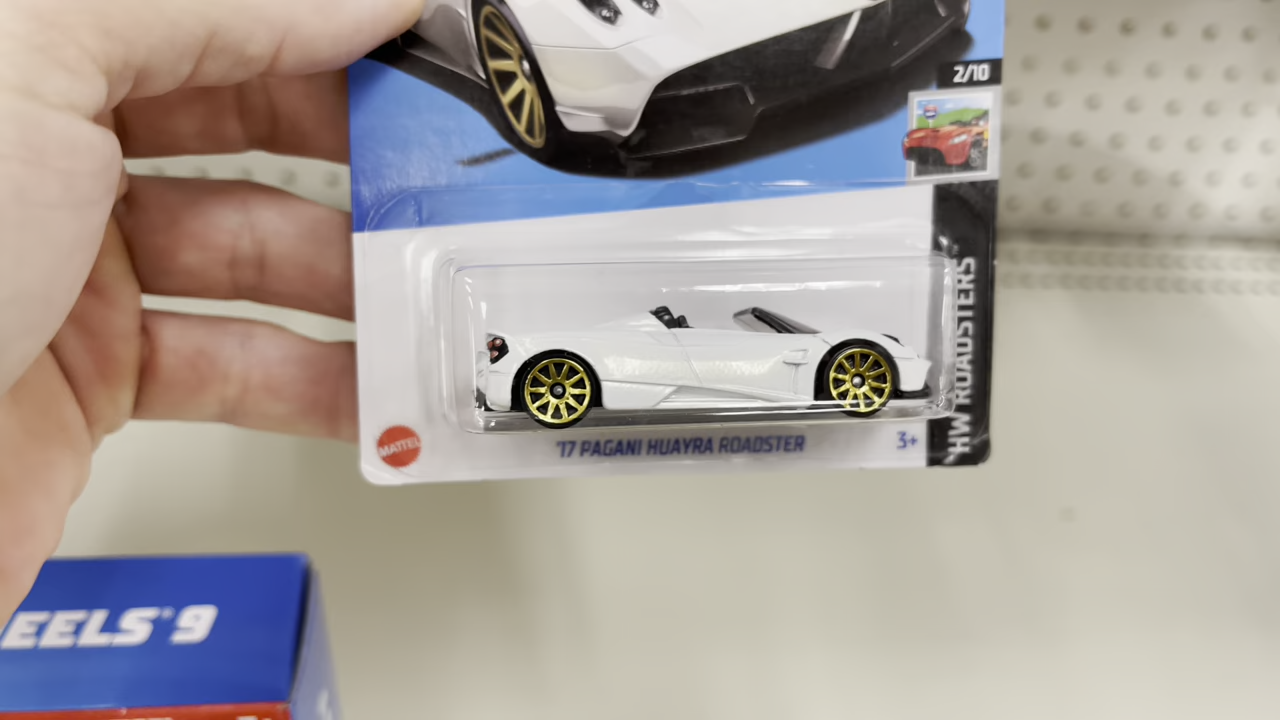 2/10
HW ROADSTERS
MATTEL
'17 PAGANI HUAYRA ROADSTER
3+
EELS® 9